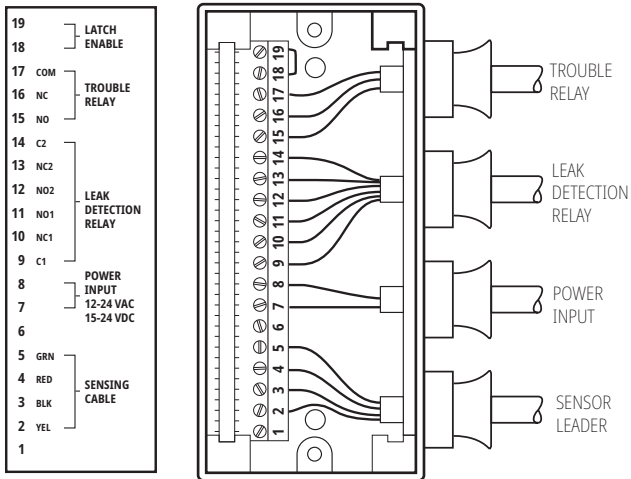 19
18
LATCH
ENABLE
17 COM
16 NC
15 NO
TROUBLE
RELAY
14 C2
13 NC2
12 NO2
11 NO1
10 NC1
9 C1
LEAK
DETECTION
RELAY
8
7
POWER
INPUT
12-24 VAC
15-24 VDC
6
5 GRN
4 RED
3 BLK
2 YEL
SENSING
CABLE
1
19
18
17
16
15
14
13
12
11
10
9
8
7
6
5
4
3
2
1
TROUBLE
RELAY
LEAK
DETECTION
RELAY
POWER
INPUT
SENSOR
LEADER